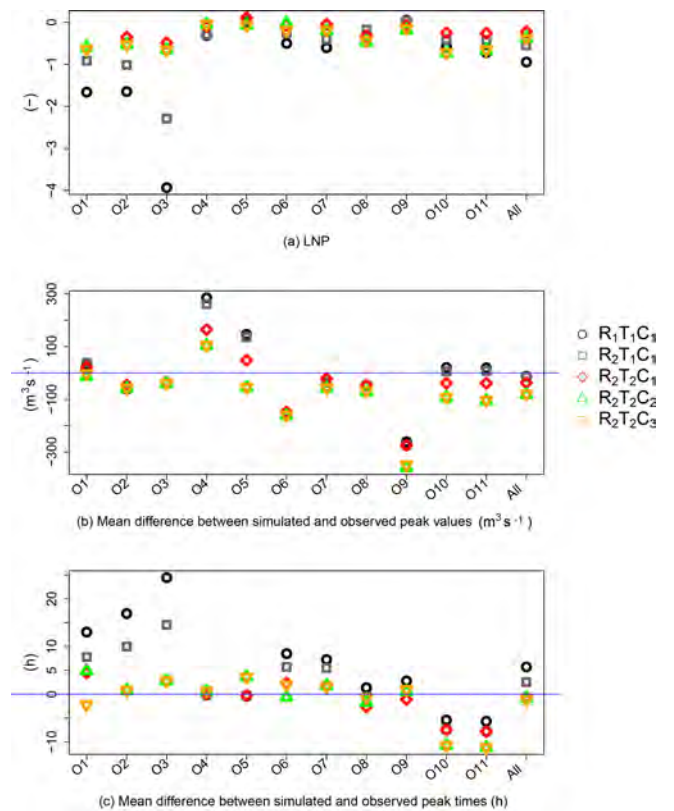 0
−1
−2
−3
−4
(−)
O1 O2 O3 O4 O5 O6 O7 O8 O9 O10 O11 All
(a) LNP
300
100
−100
−300
(m³s⁻¹)
O1 O2 O3 O4 O5 O6 O7 O8 O9 O10 O11 All
(b) Mean difference between simulated and observed peak values (m³s⁻¹)
R₁T₁C₁
R₂T₁C₁
R₂T₂C₁
R₂T₂C₂
R₂T₂C₃
20
10
5
0
−10
(h)
O1 O2 O3 O4 O5 O6 O7 O8 O9 O10 O11 All
(c) Mean difference between simulated and observed peak times (h)